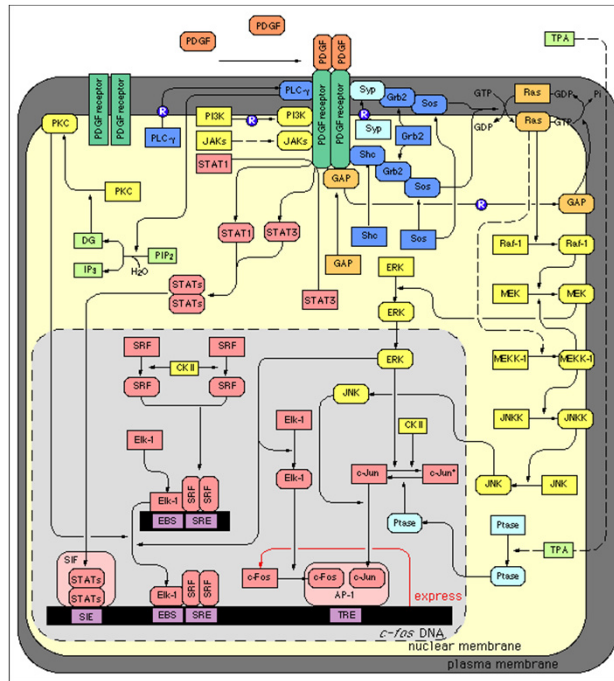 PDGF
PDGF
TPA
PDGF
PDGF
PKC
PDGF receptor
PDGF receptor
PLC-γ
PDGF receptor
PDGF receptor
Syp
Grb2
Sos
GTP
GDP
Ras
GDP
Pi
Ras
GTP
R
PLC-γ
PI3K
R
PI3K
R
Syp
Grb2
JAKs
JAKs
STAT1
Shc
Grb2
Sos
GAP
PKC
R
GAP
STAT1
STAT3
Shc
Sos
GAP
DG
PIP2
IP3
H2O
Raf-1
Raf-1
ERK
STATs
STATs
STAT3
MEK
MEK
ERK
SRF
SRF
CK II
ERK
MEKK-1
MEKK-1
SRF
SRF
JNK
JNKK
JNKK
Elk-1
Elk-1
CK II
c-Jun
c-Jun*
Elk-1
JNK
JNK
Elk-1
SRF
SRF
EBS
SRE
Ptase
Ptase
TPA
SIF
STATs
STATs
Elk-1
SRF
SRF
c-Fos
c-Fos
c-Jun
AP-1
Ptase
express
SIE
EBS
SRE
TRE
c-fos DNA
nuclear membrane
plasma membrane